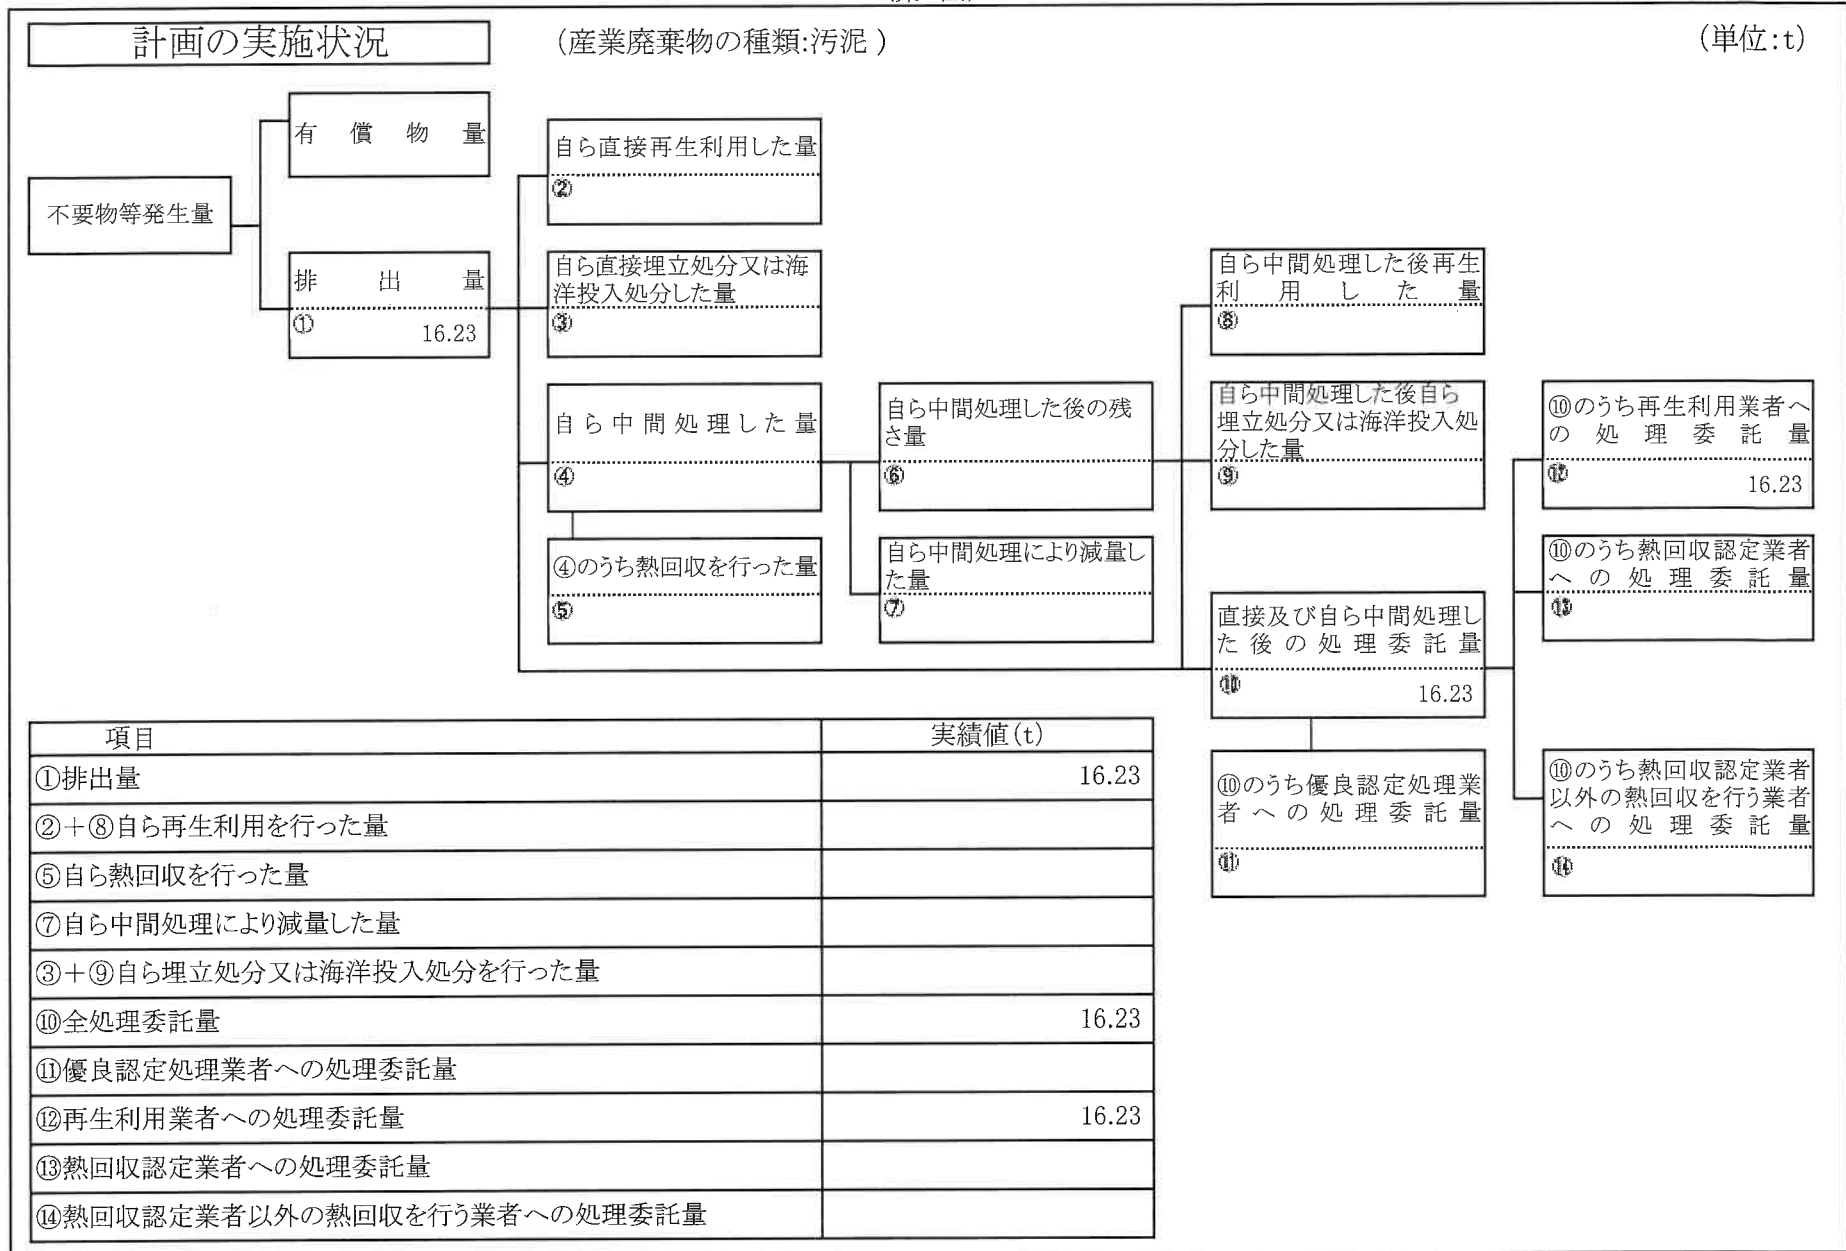 計画の実施状況
(産業廃棄物の種類:汚泥 )
(単位:t)
有償物量
不要物等発生量
排出量
① 16.23
自ら直接再生利用した量
②
自ら直接埋立処分又は海
洋投入処分した量
③
自ら中間処理した量
④
④のうち熱回収を行った量
⑤
自ら中間処理した後の残
さ量
⑥
自ら中間処理により減量し
た量
⑦
自ら中間処理した後再生
利用した量
⑧
自ら中間処理した後自ら
埋立処分又は海洋投入処
分した量
⑨
直接及び自ら中間処理し
た後の処理委託量
⑩ 16.23
⑩のうち優良認定処理業
者への処理委託量
⑪
⑩のうち再生利用業者へ
の処理委託量
⑫ 16.23
⑩のうち熱回収認定業者
への処理委託量
⑬
⑩のうち熱回収認定業者
以外の熱回収を行う業者
への処理委託量
⑭
項目 実績値(t)
①排出量 16.23
②+⑧自ら再生利用を行った量
⑤自ら熱回収を行った量
⑦自ら中間処理により減量した量
③+⑨自ら埋立処分又は海洋投入処分を行った量
⑩全処理委託量 16.23
⑪優良認定処理業者への処理委託量
⑫再生利用業者への処理委託量 16.23
⑬熱回収認定業者への処理委託量
⑭熱回収認定業者以外の熱回収を行う業者への処理委託量